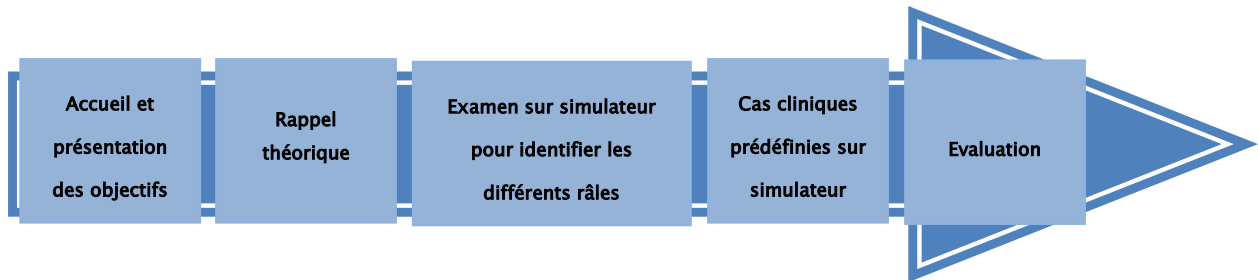 Accueil et
présentation
des objectifs
Rappel
théorique
Examen sur simulateur
pour identifier les
différents râles
Cas cliniques
prédéfinies sur
simulateur
Evaluation